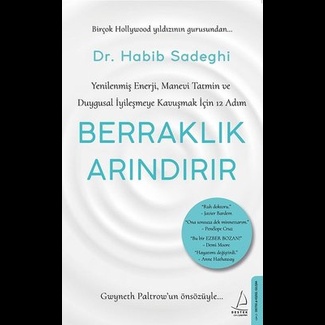 Birçok Hollywood yıldızının gurusundan...
Dr. Habib Sadeghi
Yenilenmiş Enerji, Manevi Tatmin ve
Duygusal İyileşmeye Kavuşmak İçin 12 Adım
BERRAKLIK
ARINDIRIR
"Ruh doktoru."
- Javier Bardem
"Ona sonsuza dek minnettarım."
- Penélope Cruz
"Bu bir EZBER BOZAN!"
- Demi Moore
"Hayatımı değiştirdi."
- Anne Hathaway
Gwyneth Paltrow'un önsözüyle...
DESTEK